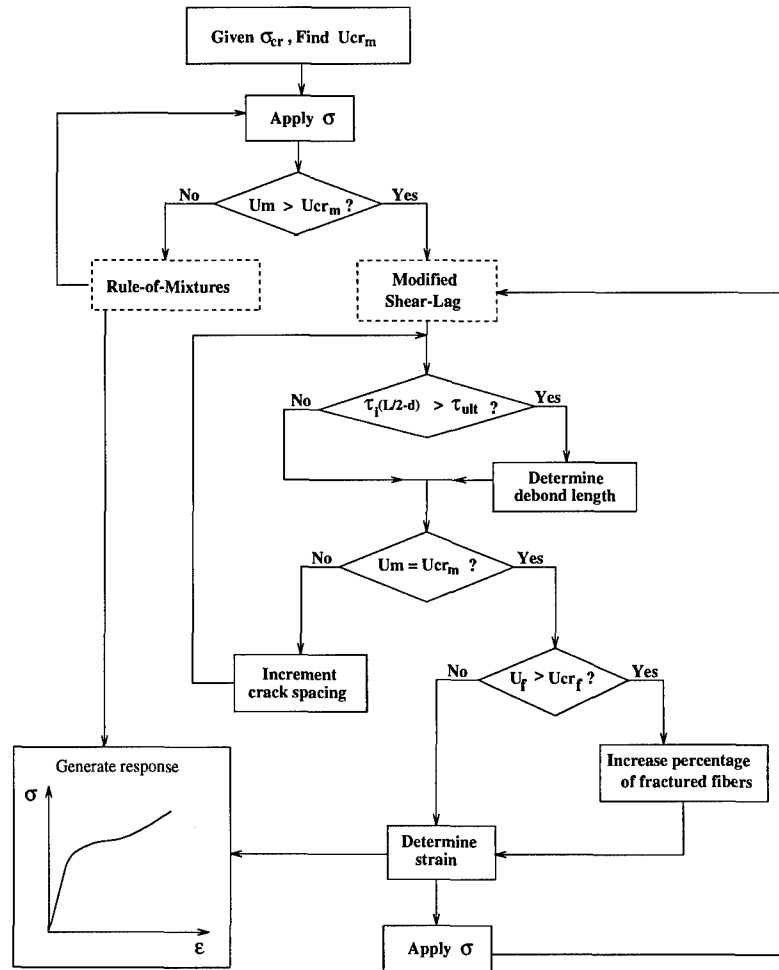 Given σcr , Find Ucrm
Apply σ
No
Yes
Um > Ucrm ?
Rule-of-Mixtures
Modified
Shear-Lag
No
Yes
τi(L/2-d) > τult ?
Determine
debond length
No
Yes
Um = Ucrm ?
Increment
crack spacing
No
Yes
Uf > Ucrf ?
Increase percentage
of fractured fibers
Generate response
σ
ε
Determine
strain
Apply σ